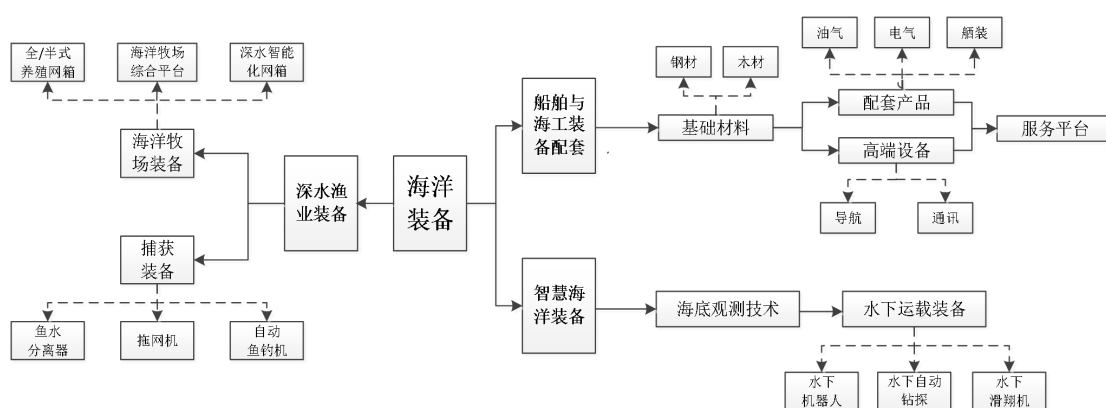 全/半式
养殖网箱
海洋牧场
综合平台
深水智能
化网箱
海洋牧
场装备
捕获
装备
鱼水
分离器
拖网机
自动
鱼钓机
深水渔
业装备
海洋
装备
船舶与
海工装
备配套
智慧海
洋装备
钢材
木材
基础材料
油气
电气
舾装
配套产品
高端设备
导航
通讯
服务平台
海底观测技术
水下运载装备
水下
机器人
水下自动
钻探
水下
滑翔机